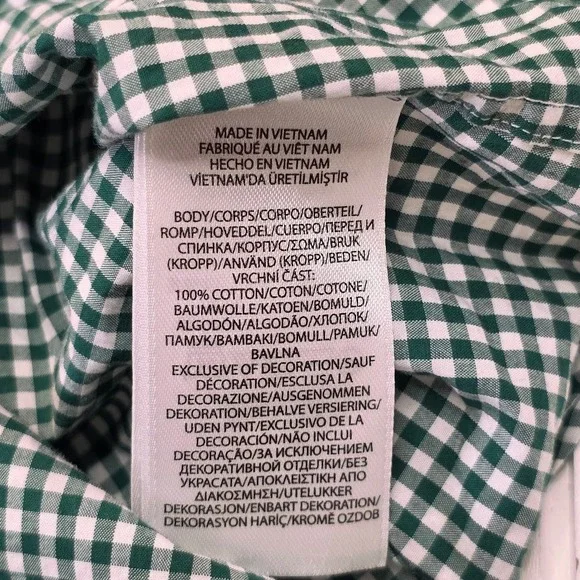 MADE IN VIETNAM
FABRIQUÉ AU VIÊT NAM
HECHO EN VIETNAM
VİETNAM'DA ÜRETİLMİŞTİR
BODY/CORPS/CORPO/OBERTEIL/
ROMP/HOVEDDEL/CUERPO/ПЕРЕД И
СПИНКА/КОРПУС/ΣΩΜΑ/BRUK
(KROPP)/ANVÄND (KROPP)/BEDEN/
VRCHNÍ ČÁST:
100% COTTON/COTON/COTONE/
BAUMWOLLE/KATOEN/BOMULD/
ALGODÓN/ALGODÃO/ХЛОПОК/
ПАМУК/ΒΑΜΒΑΚΙ/BOMULL/PAMUK/
BAVLNA
EXCLUSIVE OF DECORATION/SAUF
DÉCORATION/ESCLUSA LA
DECORAZIONE/AUSGENOMMEN
DEKORATION/BEHALVE VERSIERING/
UDEN PYNT/EXCLUSIVO DE LA
DECORACIÓN/NÃO INCLUI
DECORAÇÃO/ЗА ИСКЛЮЧЕНИЕМ
ДЕКОРАТИВНОЙ ОТДЕЛКИ/БЕЗ
УКРАСАТА/ΑΠΟΚΛΕΙΣΤΙΚΗ ΑΠΟ
ΔΙΑΚΟΣΜΗΣΗ/UTELUKKER
DEKORASJON/ENBART DEKORATION/
DEKORASYON HARİÇ/KROMĚ OZDOB